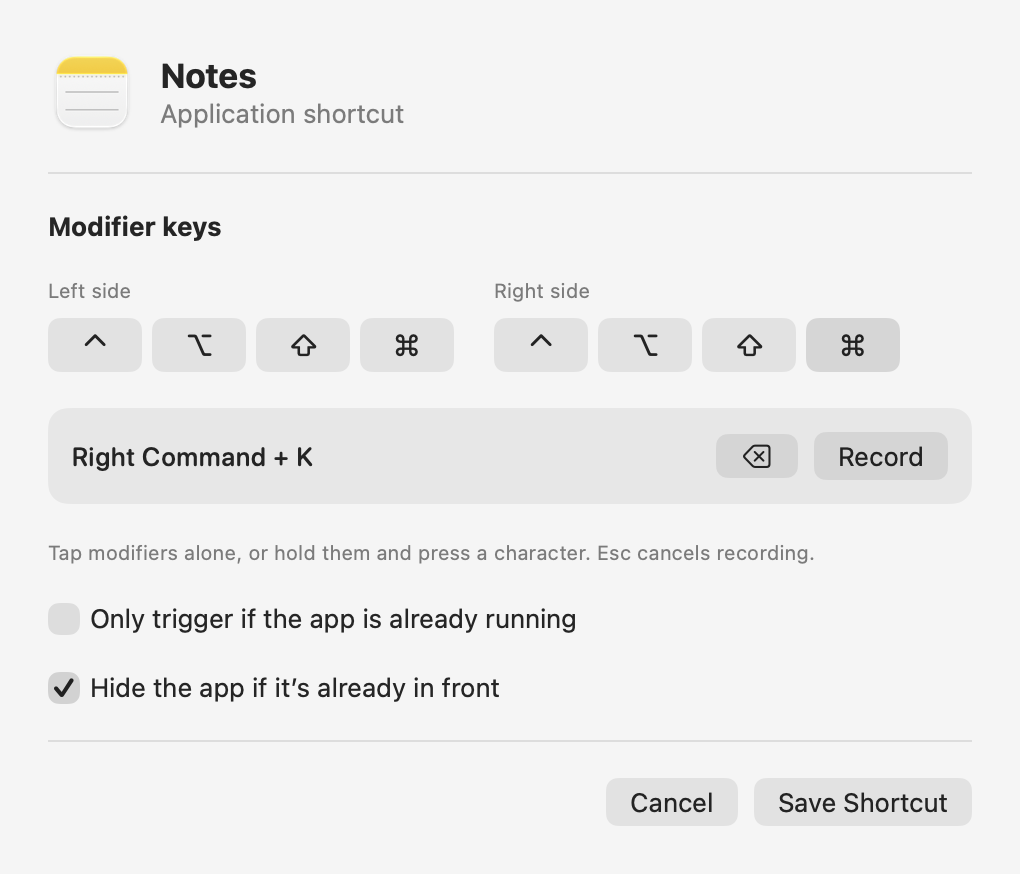 Notes
Application shortcut
Modifier keys
Left side
Right side
⌃ ⌥ ⇧ ⌘
⌃ ⌥ ⇧ ⌘
Right Command + K
⌫ Record
Tap modifiers alone, or hold them and press a character. Esc cancels recording.
Only trigger if the app is already running
Hide the app if it’s already in front
Cancel
Save Shortcut